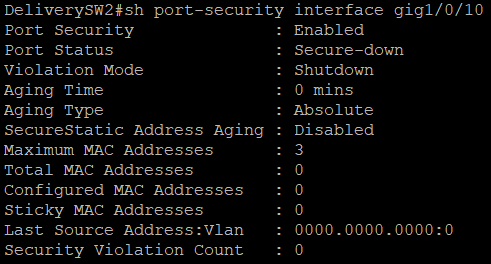 DeliverySW2#sh port-security interface gig1/0/10
Port Security              : Enabled
Port Status                : Secure-down
Violation Mode             : Shutdown
Aging Time                 : 0 mins
Aging Type                 : Absolute
SecureStatic Address Aging : Disabled
Maximum MAC Addresses      : 3
Total MAC Addresses        : 0
Configured MAC Addresses   : 0
Sticky MAC Addresses       : 0
Last Source Address:Vlan   : 0000.0000.0000:0
Security Violation Count   : 0